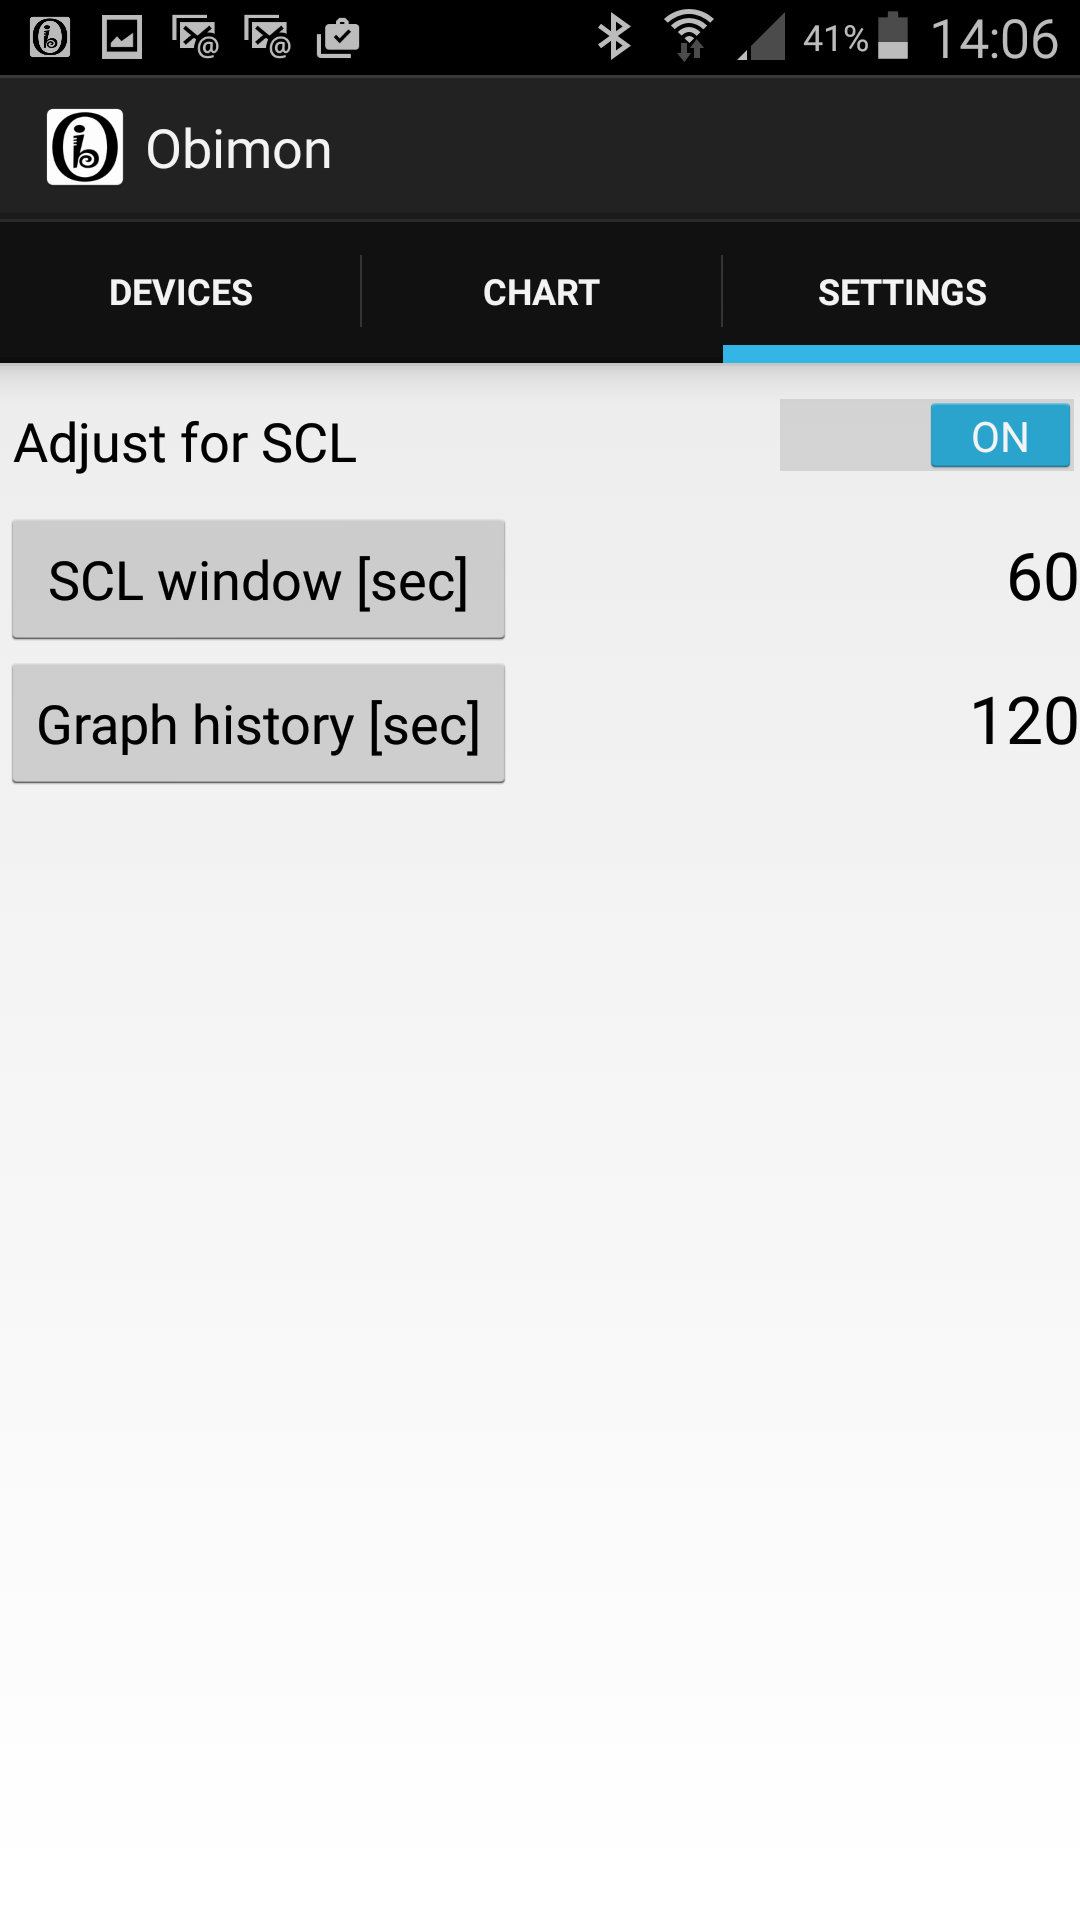 41% 14:06
Obimon
DEVICES CHART SETTINGS
Adjust for SCL ON
SCL window [sec] 60
Graph history [sec] 120